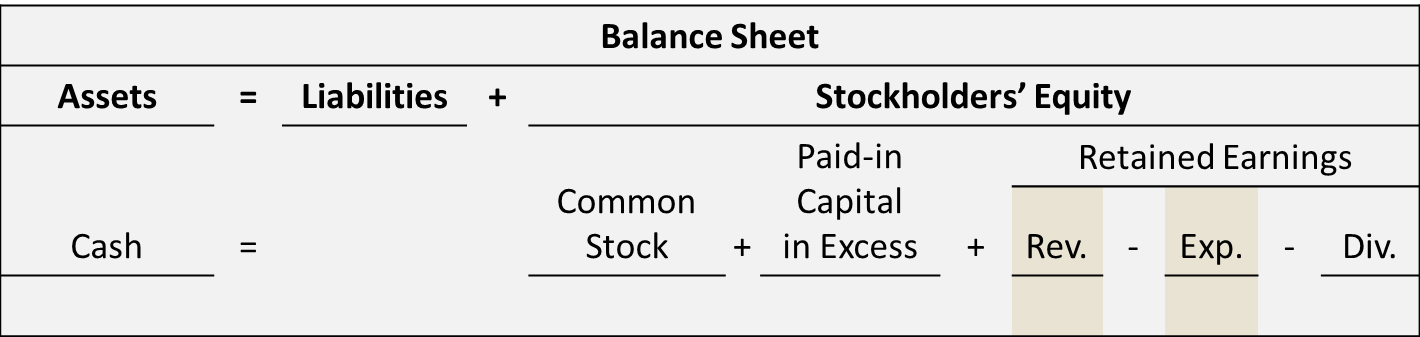 Balance Sheet
Assets = Liabilities + Stockholders’ Equity
Paid-in Retained Earnings
Common Capital
Cash = Stock + in Excess + Rev. - Exp. - Div.